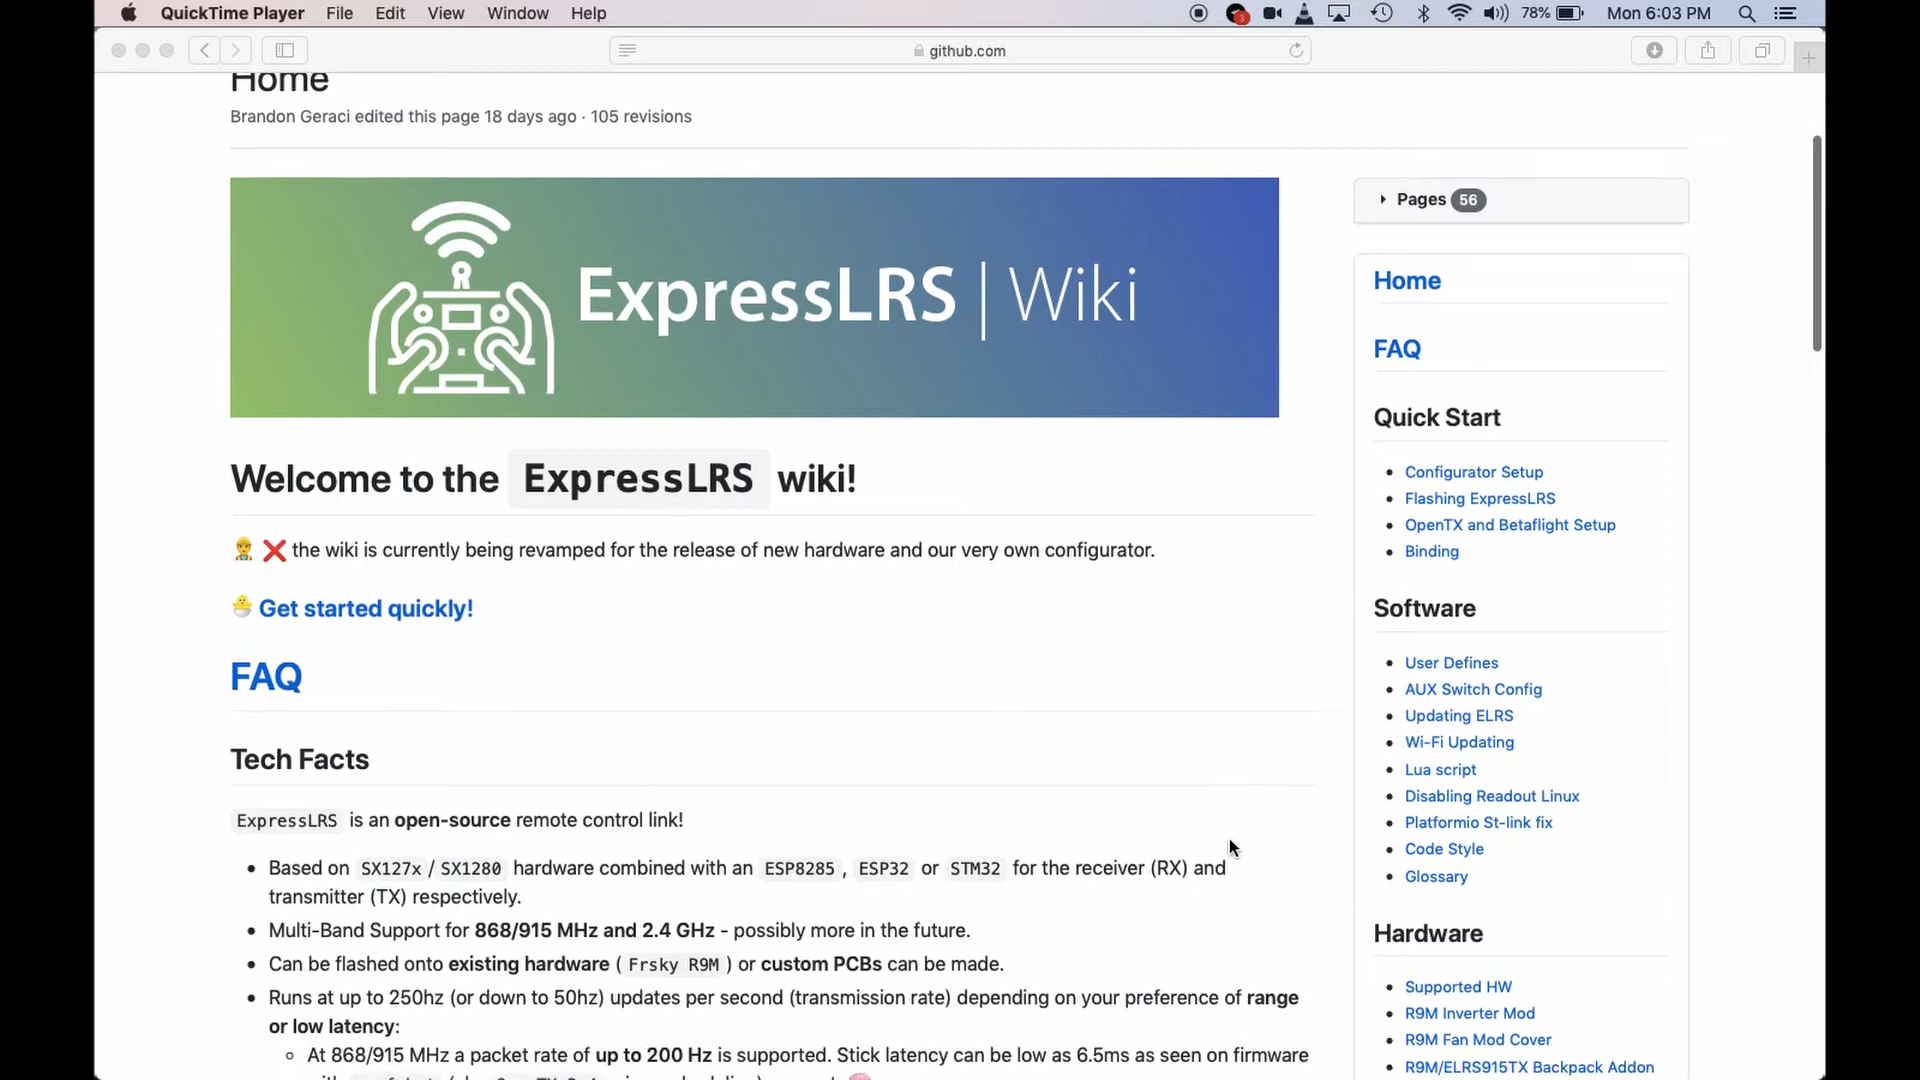 QuickTime Player File Edit View Window Help 3 78% Mon 6:03 PM
github.com
Home
Brandon Geraci edited this page 18 days ago · 105 revisions
ExpressLRS | Wiki
Welcome to the ExpressLRS wiki!
the wiki is currently being revamped for the release of new hardware and our very own configurator.
Get started quickly!
FAQ
Tech Facts
ExpressLRS is an open-source remote control link!
• Based on SX127x / SX1280 hardware combined with an ESP8285, ESP32 or STM32 for the receiver (RX) and
transmitter (TX) respectively.
• Multi-Band Support for 868/915 MHz and 2.4 GHz - possibly more in the future.
• Can be flashed onto existing hardware ( Frsky R9M ) or custom PCBs can be made.
• Runs at up to 250hz (or down to 50hz) updates per second (transmission rate) depending on your preference of range
or low latency:
At 868/915 MHz a packet rate of up to 200 Hz is supported. Stick latency can be low as 6.5ms as seen on firmware
Pages 56
Home
FAQ
Quick Start
• Configurator Setup
• Flashing ExpressLRS
• OpenTX and Betaflight Setup
• Binding
Software
• User Defines
• AUX Switch Config
• Updating ELRS
• Wi-Fi Updating
• Lua script
• Disabling Readout Linux
• Platformio St-link fix
• Code Style
• Glossary
Hardware
• Supported HW
• R9M Inverter Mod
• R9M Fan Mod Cover
• R9M/ELRS915TX Backpack Addon